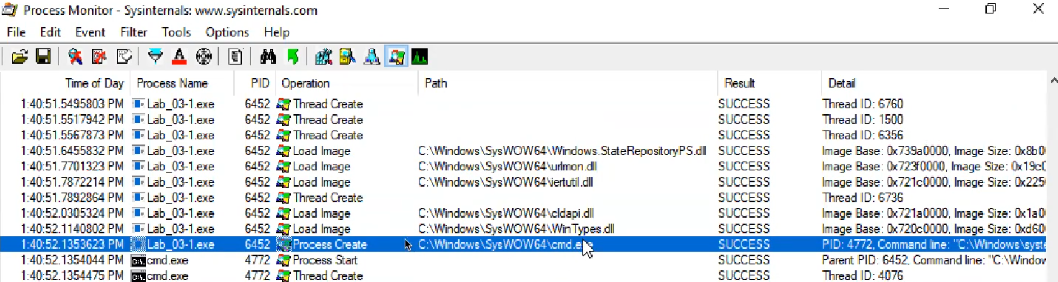 Process Monitor - Sysinternals: www.sysinternals.com
File Edit Event Filter Tools Options Help
Time of Day Process Name PID Operation Path Result Detail
1:40:51.5495803 PM Lab_03-1.exe 6452 Thread Create SUCCESS Thread ID: 6760
1:40:51.5517942 PM Lab_03-1.exe 6452 Thread Create SUCCESS Thread ID: 1500
1:40:51.5567873 PM Lab_03-1.exe 6452 Thread Create SUCCESS Thread ID: 6356
1:40:51.6455832 PM Lab_03-1.exe 6452 Load Image C:\Windows\SysWOW64\Windows.StateRepositoryPS.dll SUCCESS Image Base: 0x739a0000, Image Size: 0x8b0
1:40:51.7701323 PM Lab_03-1.exe 6452 Load Image C:\Windows\SysWOW64\urlmon.dll SUCCESS Image Base: 0x723f0000, Image Size: 0x19c0
1:40:51.7872214 PM Lab_03-1.exe 6452 Load Image C:\Windows\SysWOW64\iertutil.dll SUCCESS Image Base: 0x721c0000, Image Size: 0x225
1:40:51.7892864 PM Lab_03-1.exe 6452 Thread Create SUCCESS Thread ID: 6736
1:40:52.0305324 PM Lab_03-1.exe 6452 Load Image C:\Windows\SysWOW64\cldapi.dll SUCCESS Image Base: 0x721a0000, Image Size: 0x1a0
1:40:52.1140802 PM Lab_03-1.exe 6452 Load Image C:\Windows\SysWOW64\WinTypes.dll SUCCESS Image Base: 0x720c0000, Image Size: 0xd60
1:40:52.1353623 PM Lab_03-1.exe 6452 Process Create C:\Windows\SysWOW64\cmd.exe SUCCESS PID: 4772, Command line: "C:\Windows\syste
1:40:52.1354044 PM cmd.exe 4772 Process Start SUCCESS Parent PID: 6452, Command line: "C:\Window
1:40:52.1354475 PM cmd.exe 4772 Thread Create SUCCESS Thread ID: 4076